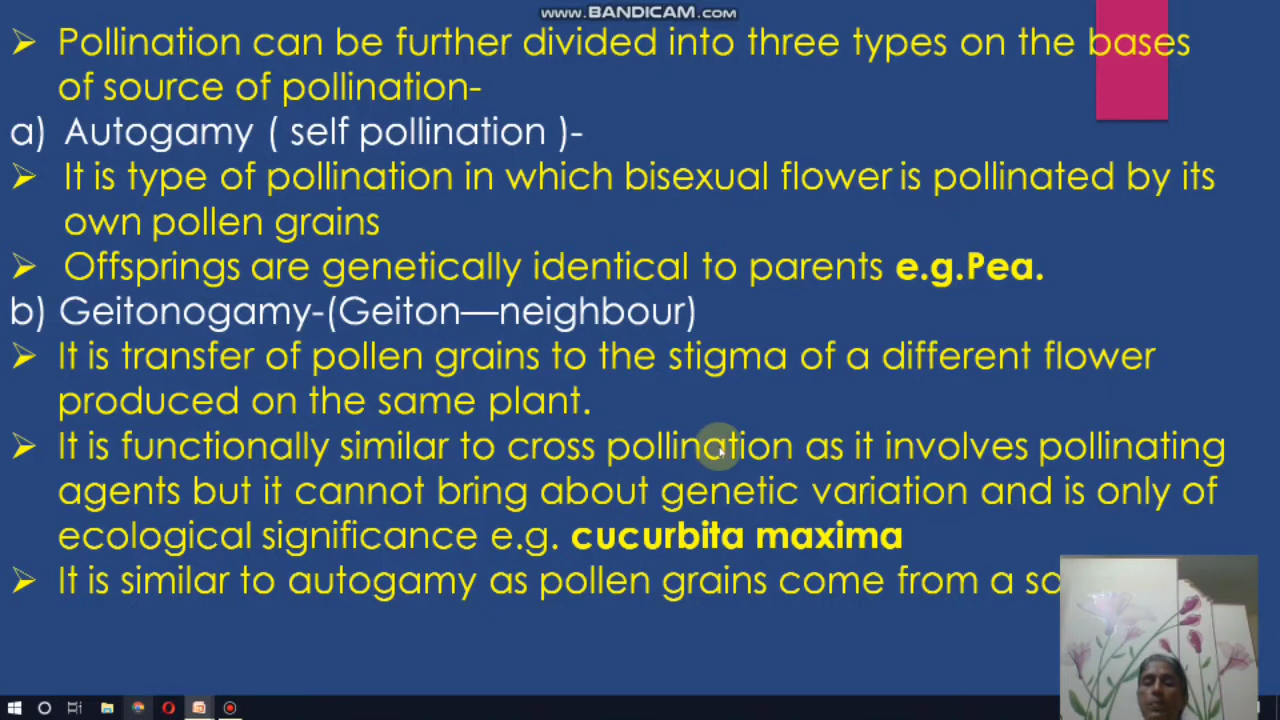 www.BANDICAM.com
Pollination can be further divided into three types on the bases
of source of pollination-
a) Autogamy ( self pollination )-
It is type of pollination in which bisexual flower is pollinated by its
own pollen grains
Offsprings are genetically identical to parents e.g.Pea.
b) Geitonogamy-(Geiton—neighbour)
It is transfer of pollen grains to the stigma of a different flower
produced on the same plant.
It is functionally similar to cross pollination as it involves pollinating
agents but it cannot bring about genetic variation and is only of
ecological significance e.g. cucurbita maxima
It is similar to autogamy as pollen grains come from a